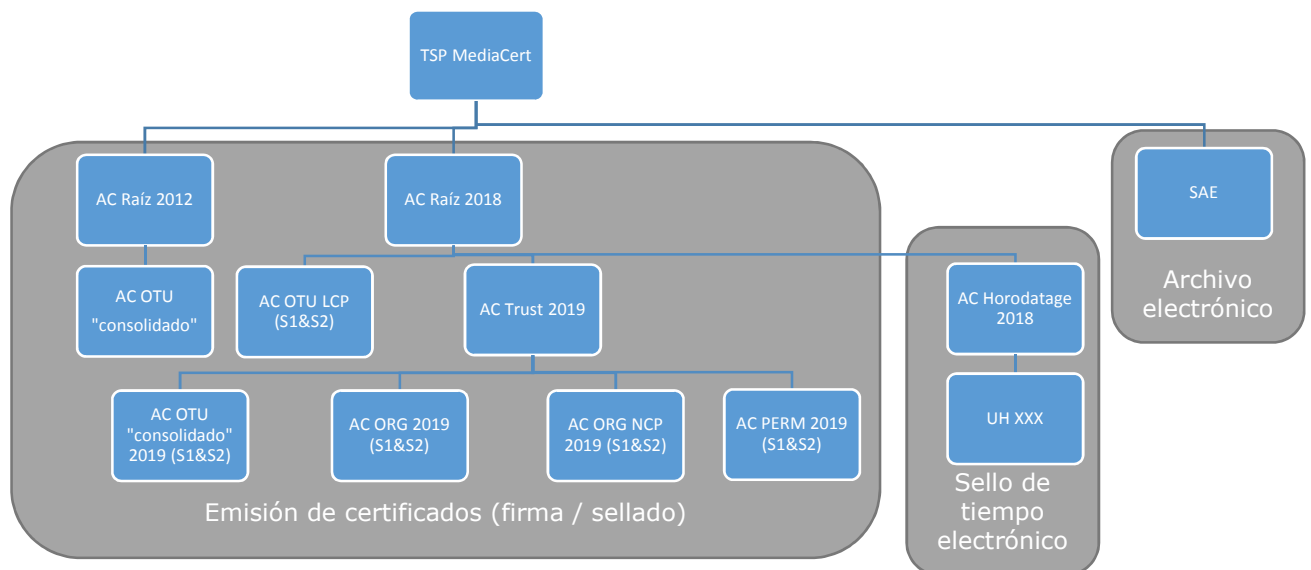 TSP MediaCert
AC Raíz 2012
AC Raíz 2018
SAE
Archivo
electrónico
AC OTU
"consolidado"
AC OTU LCP
(S1&S2)
AC Trust 2019
AC Horodatage
2018
AC OTU
"consolidado"
2019 (S1&S2)
AC ORG 2019
(S1&S2)
AC ORG NCP
2019 (S1&S2)
AC PERM 2019
(S1&S2)
UH XXX
Emisión de certificados (firma / sellado)
Sello de
tiempo
electrónico